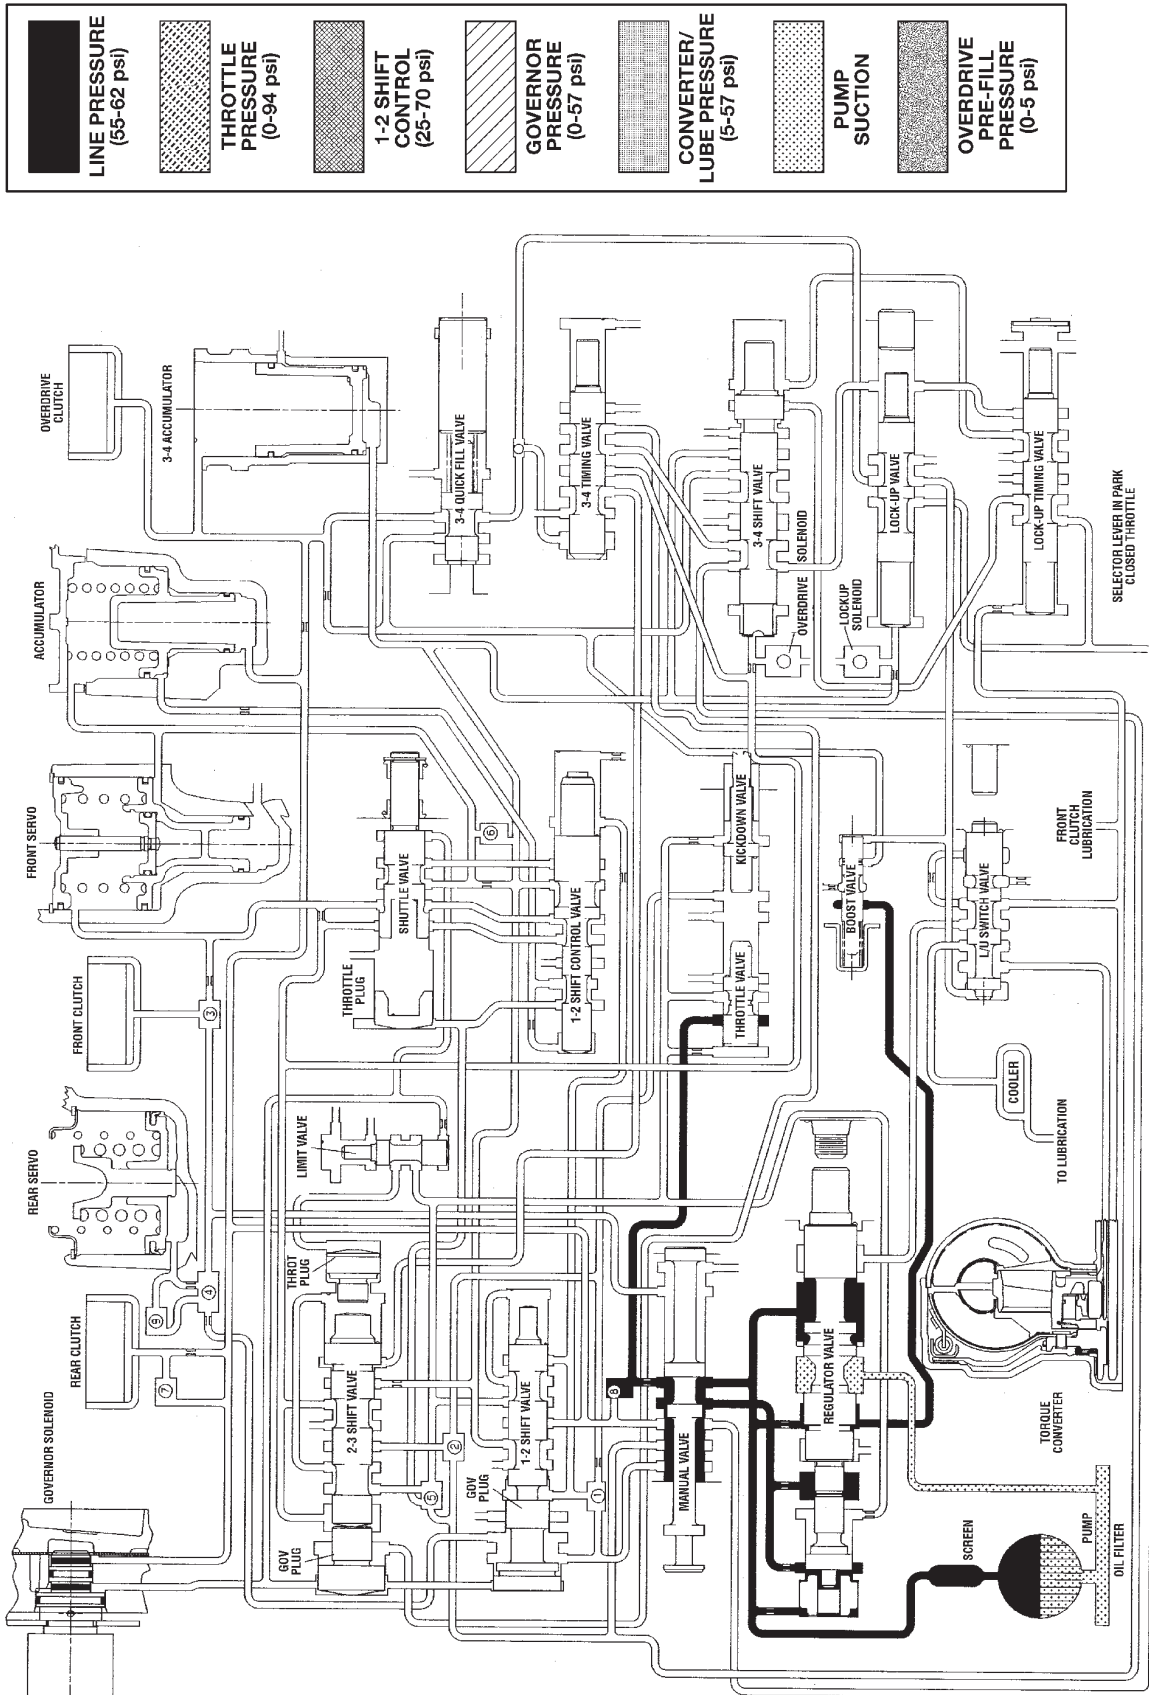 LINE PRESSURE
(55-62 psi)
THROTTLE
PRESSURE
(0-94 psi)
1-2 SHIFT
CONTROL
(25-70 psi)
GOVERNOR
PRESSURE
(0-57 psi)
CONVERTER/
LUBE PRESSURE
(5-57 psi)
PUMP
SUCTION
OVERDRIVE
PRE-FILL
PRESSURE
(0-5 psi)
GOVERNOR SOLENOID
REAR CLUTCH
REAR SERVO
FRONT CLUTCH
FRONT SERVO
ACCUMULATOR
OVERDRIVE
CLUTCH
3-4 ACCUMULATOR
7
9
4
3
GOV
PLUG
2-3 SHIFT VALVE
THROT
PLUG
LIMIT VALVE
THROTTLE
PLUG
SHUTTLE VALVE
3-4 QUICK FILL VALVE
5
2
6
GOV
PLUG
1-2 SHIFT VALVE
1-2 SHIFT CONTROL VALVE
3-4 TIMING VALVE
1
8
MANUAL VALVE
THROTTLE VALVE
KICKDOWN VALVE
3-4 SHIFT VALVE
OVERDRIVE
SOLENOID
LOCKUP
SOLENOID
REGULATOR VALVE
BOOST VALVE
LOCK-UP VALVE
L/U SWITCH VALVE
LOCK-UP TIMING VALVE
SCREEN
PUMP
OIL FILTER
TORQUE
CONVERTER
COOLER
TO LUBRICATION
FRONT
CLUTCH
LUBRICATION
SELECTOR LEVER IN PARK
CLOSED THROTTLE